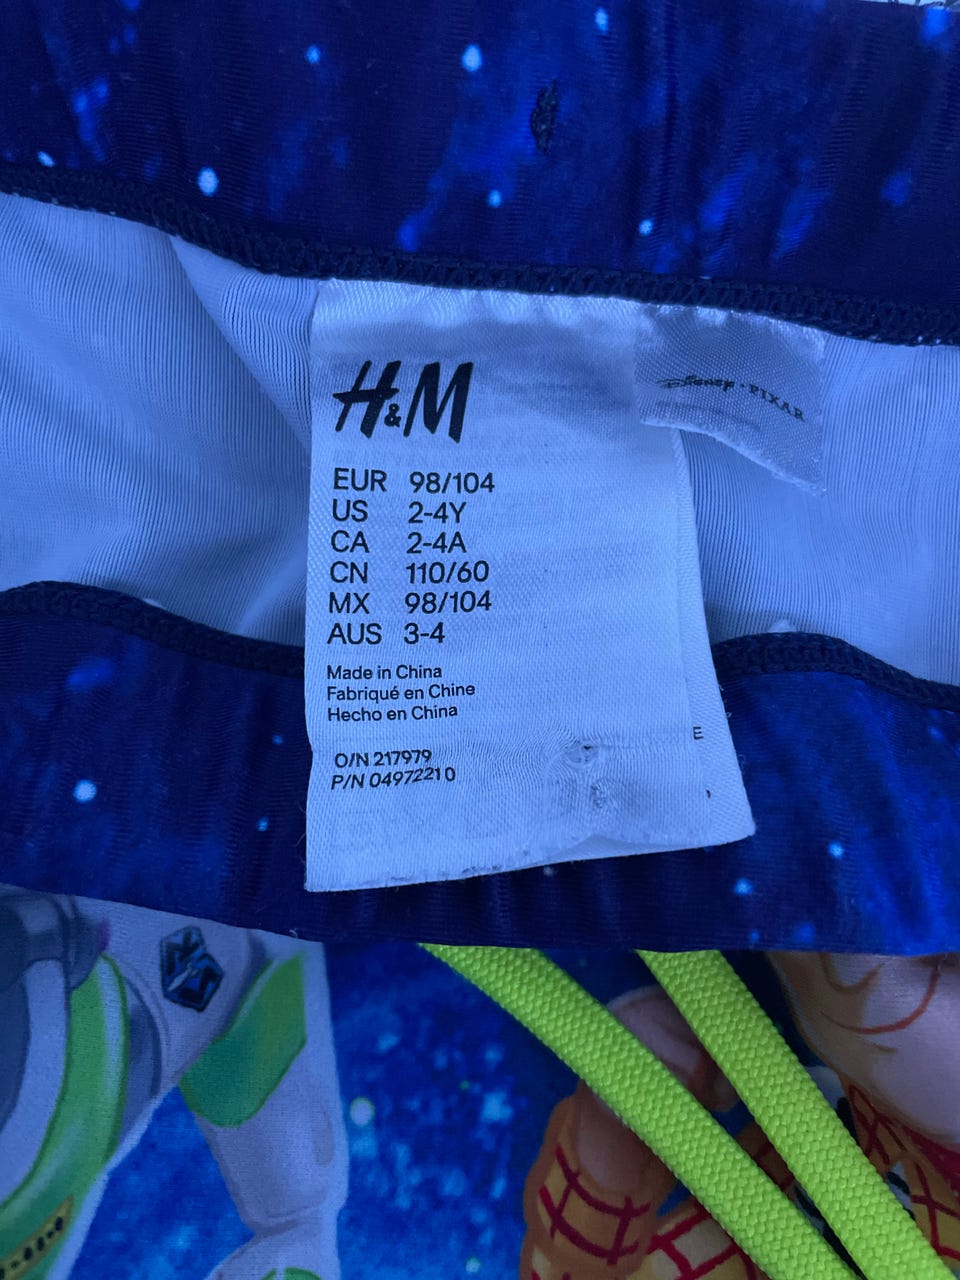 H&M
Disney · PIXAR
EUR 98/104
US 2-4Y
CA 2-4A
CN 110/60
MX 98/104
AUS 3-4
Made in China
Fabriqué en Chine
Hecho en China
O/N 217979
P/N 04972210
E